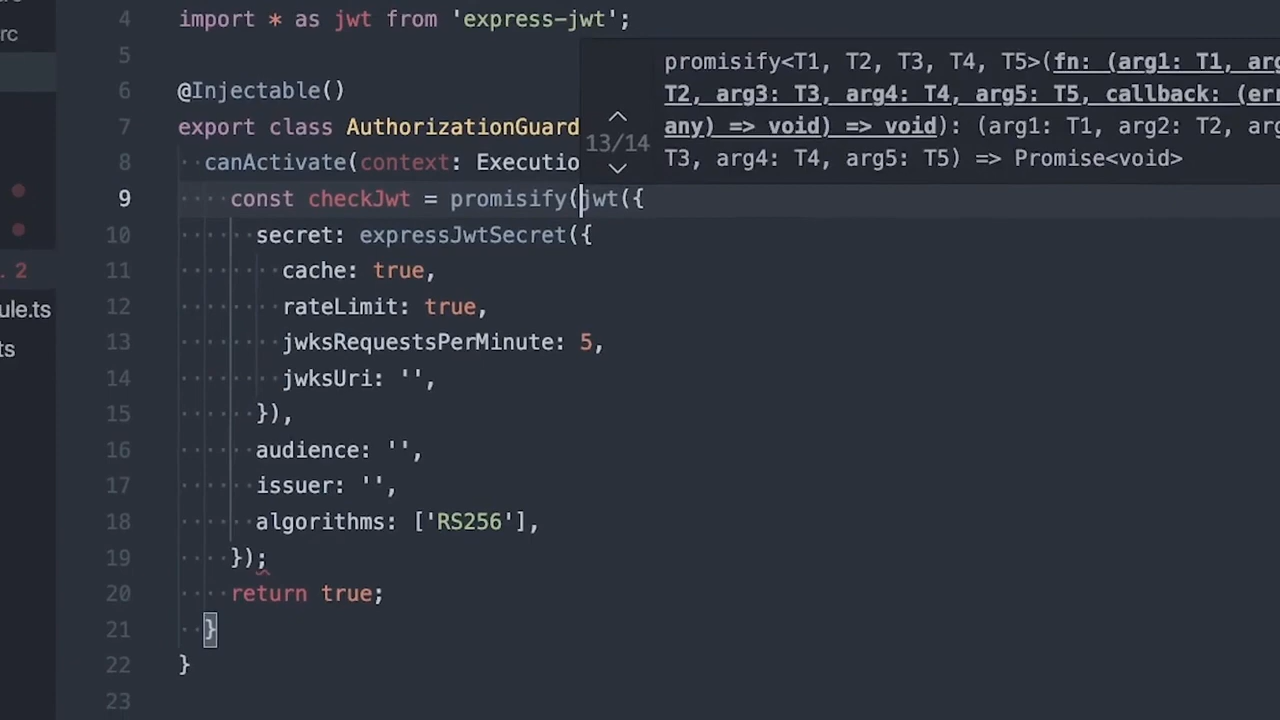 4 import * as jwt from 'express-jwt';
rc
5
promisify<T1, T2, T3, T4, T5>(fn: (arg1: T1, arg
6 @Injectable()
T2, arg3: T3, arg4: T4, arg5: T5, callback: (err
7 export class AuthorizationGuard
any) => void) => void): (arg1: T1, arg2: T2, arg
13/14
8 canActivate(context: Executio
T3, arg4: T4, arg5: T5) => Promise<void>
9 const checkJwt = promisify(jwt({
10 secret: expressJwtSecret({
11 cache: true,
. 2
12 rateLimit: true,
ule.ts
13 jwksRequestsPerMinute: 5,
ts
14 jwksUri: '',
15 }),
16 audience: '',
17 issuer: '',
18 algorithms: ['RS256'],
19 });
20 return true;
21 }
22 }
23